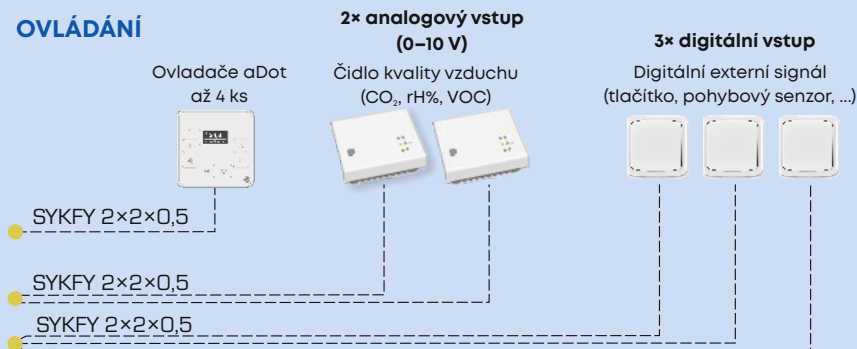 OVLÁDÁNÍ
2× analogový vstup
(0–10 V)
3× digitální vstup
Ovladače aDot
až 4 ks
Čidlo kvality vzduchu
(CO₂, rH%, VOC)
Digitální externí signál
(tlačítko, pohybový senzor, ...)
SYKFY 2×2×0,5
SYKFY 2×2×0,5
SYKFY 2×2×0,5